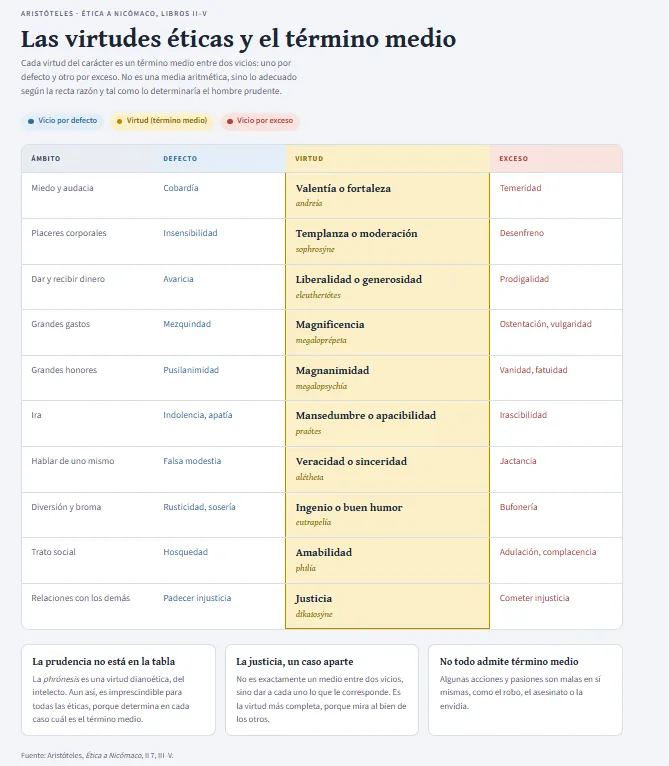 ARISTÓTELES · ÉTICA A NICÓMACO, LIBROS II–V
Las virtudes éticas y el término medio
Cada virtud del carácter es un término medio entre dos vicios: uno por
defecto y otro por exceso. No es una media aritmética, sino lo adecuado
según la recta razón y tal como lo determinaría el hombre prudente.
Vicio por defecto Virtud (término medio) Vicio por exceso
ÁMBITO DEFECTO VIRTUD EXCESO
Miedo y audacia Cobardía Valentía o fortaleza Temeridad
andreía
Placeres corporales Insensibilidad Templanza o moderación Desenfreno
sophrosýne
Dar y recibir dinero Avaricia Liberalidad o generosidad Prodigalidad
eleutheriótes
Grandes gastos Mezquindad Magnificencia Ostentación, vulgaridad
megaloprépeia
Grandes honores Pusilanimidad Magnanimidad Vanidad, fatuidad
megalopsychía
Ira Indolencia, apatía Mansedumbre o apacibilidad Irascibilidad
praótes
Hablar de uno mismo Falsa modestia Veracidad o sinceridad Jactancia
alétheia
Diversión y broma Rusticidad, sosería Ingenio o buen humor Bufonería
eutrapelía
Trato social Hosquedad Amabilidad Adulación, complacencia
philía
Relaciones con los demás Padecer injusticia Justicia Cometer injusticia
dikaiosýne
La prudencia no está en la tabla
La phrónesis es una virtud dianoética, del
intelecto. Aun así, es imprescindible para
todas las éticas, porque determina en cada
caso cuál es el término medio.
La justicia, un caso aparte
No es exactamente un medio entre dos vicios,
sino dar a cada uno lo que le corresponde. Es
la virtud más completa, porque mira al bien de
los otros.
No todo admite término medio
Algunas acciones y pasiones son malas en sí
mismas, como el robo, el asesinato o la
envidia.
Fuente: Aristóteles, Ética a Nicómaco, II 7, III–V.